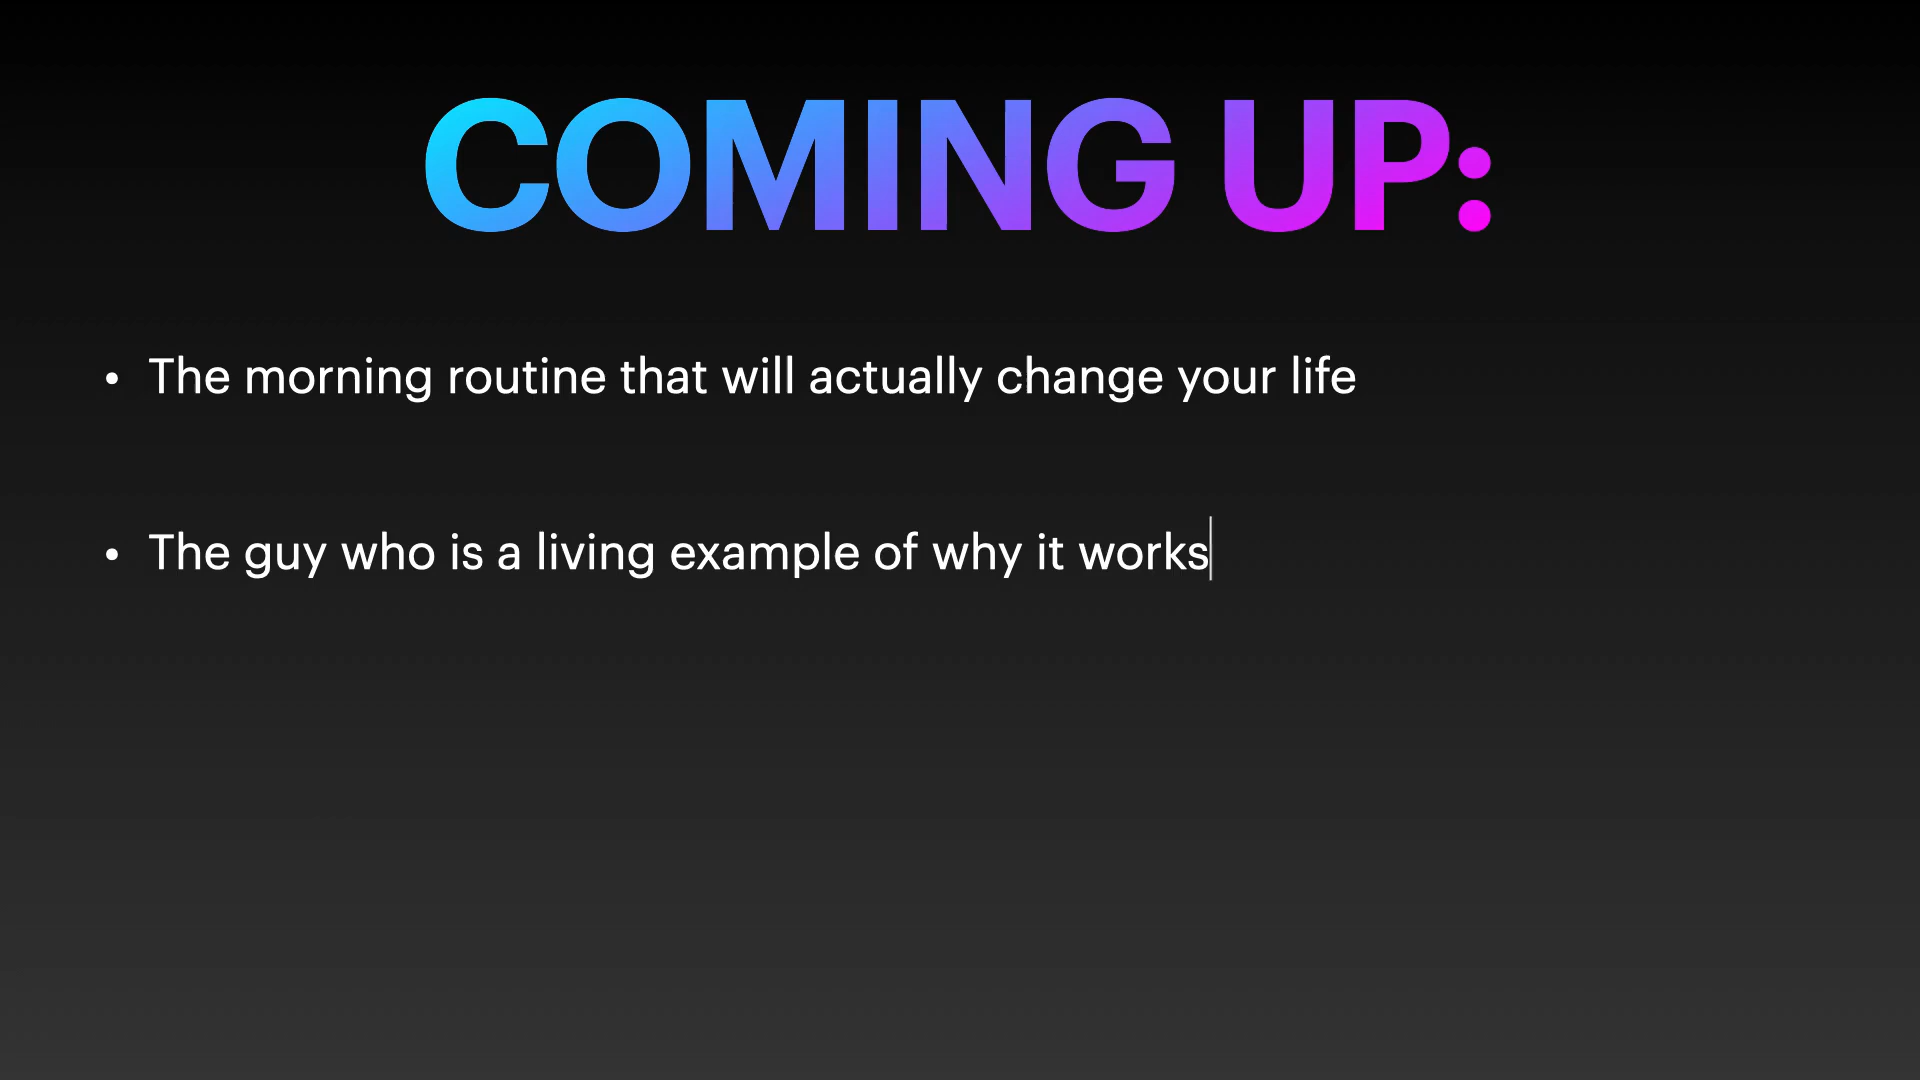 COMING UP:
• The morning routine that will actually change your life
• The guy who is a living example of why it works